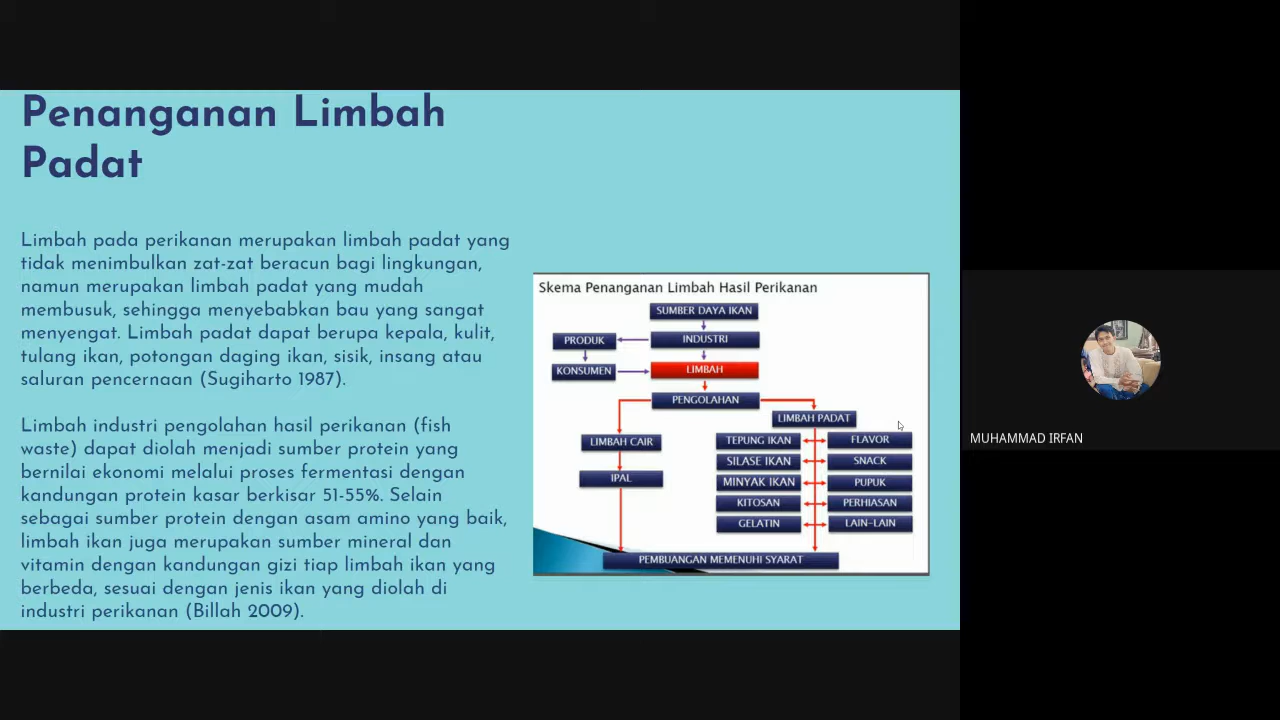 Penanganan Limbah
Padat
Limbah pada perikanan merupakan limbah padat yang
tidak menimbulkan zat-zat beracun bagi lingkungan,
namun merupakan limbah padat yang mudah
membusuk, sehingga menyebabkan bau yang sangat
menyengat. Limbah padat dapat berupa kepala, kulit,
tulang ikan, potongan daging ikan, sisik, insang atau
saluran pencernaan (Sugiharto 1987).
Limbah industri pengolahan hasil perikanan (fish
waste) dapat diolah menjadi sumber protein yang
bernilai ekonomi melalui proses fermentasi dengan
kandungan protein kasar berkisar 51-55%. Selain
sebagai sumber protein dengan asam amino yang baik,
limbah ikan juga merupakan sumber mineral dan
vitamin dengan kandungan gizi tiap limbah ikan yang
berbeda, sesuai dengan jenis ikan yang diolah di
industri perikanan (Billah 2009).
Skema Penanganan Limbah Hasil Perikanan
SUMBER DAYA IKAN
PRODUK
INDUSTRI
KONSUMEN
LIMBAH
PENGOLAHAN
LIMBAH PADAT
LIMBAH CAIR
TEPUNG IKAN
FLAVOR
SILASE IKAN
SNACK
IPAL
MINYAK IKAN
PUPUK
KITOSAN
PERHIASAN
GELATIN
LAIN-LAIN
PEMBUANGAN MEMENUHI SYARAT
MUHAMMAD IRFAN